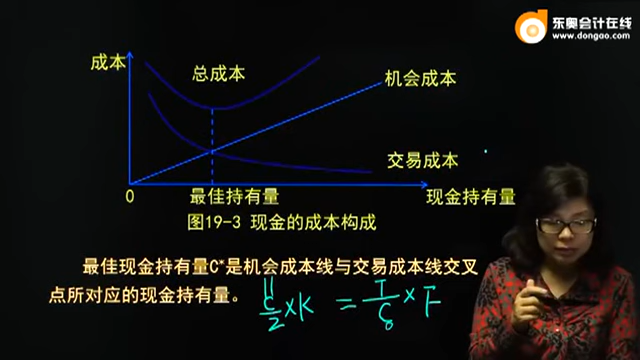 东奥会计在线
www.dongao.com
成本
总成本
机会成本
交易成本
0
最佳持有量
现金持有量
图19-3 现金的成本构成
最佳现金持有量C*是机会成本线与交易成本线交叉
点所对应的现金持有量。
C/2 × K = T/C × F